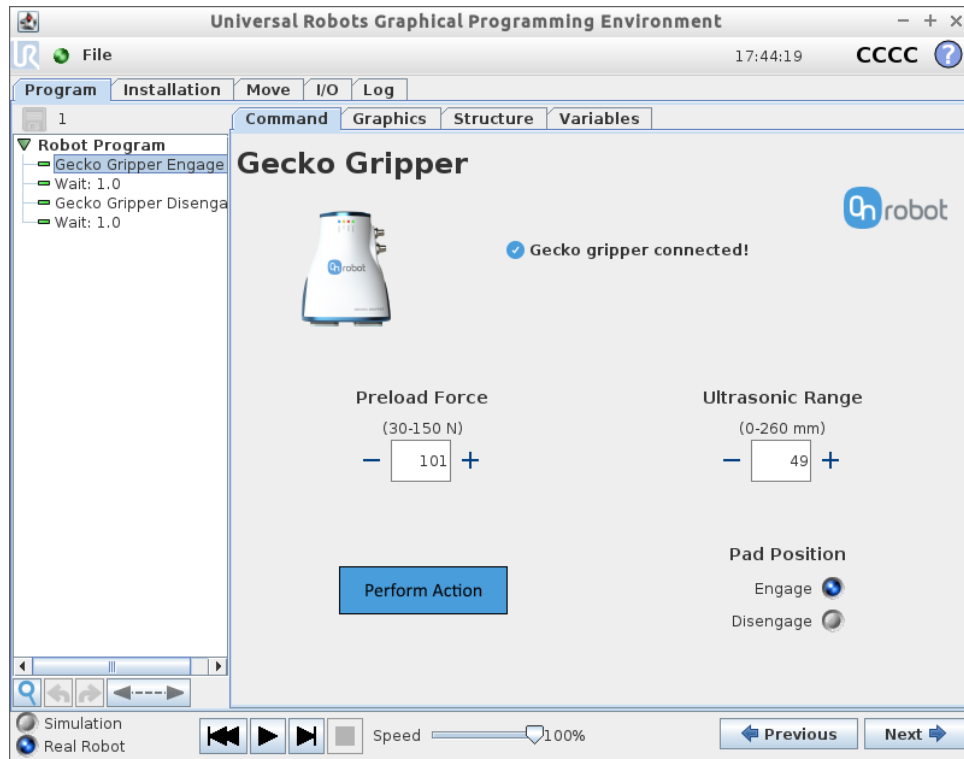 Universal Robots Graphical Programming Environment
File
17:44:19
CCCC
?
Program Installation Move I/O Log
1
Command Graphics Structure Variables
Robot Program
Gecko Gripper Engage
Wait: 1.0
Gecko Gripper Disenga
Wait: 1.0
Gecko Gripper
On robot
On robot
Gecko gripper connected!
Preload Force
(30-150 N)
101
Ultrasonic Range
(0-260 mm)
49
Perform Action
Pad Position
Engage
Disengage
Simulation
Real Robot
Speed 100%
Previous
Next